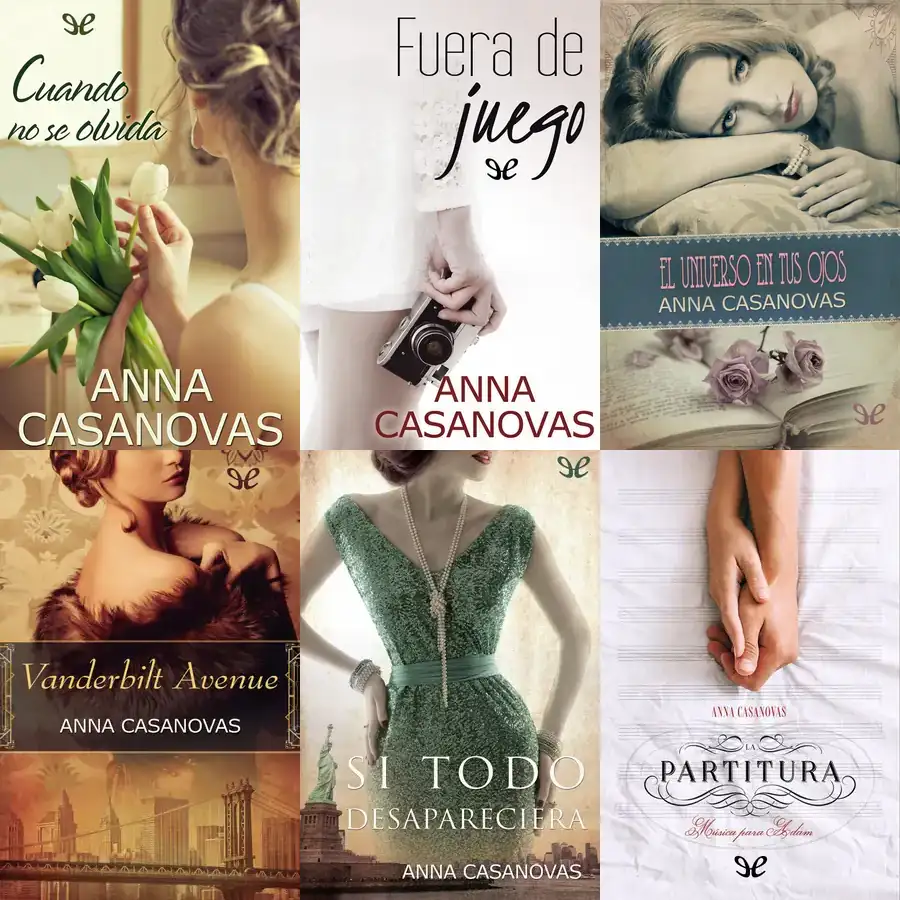 Cuando
no se olvida
ANNA
CASANOVAS
Fuera de
juego
ANNA
CASANOVAS
EL UNIVERSO EN TUS OJOS
ANNA CASANOVAS
Vanderbilt Avenue
ANNA CASANOVAS
SI TODO
DESAPARECIERA
ANNA CASANOVAS
ANNA CASANOVAS
LA
PARTITURA
Música para Adam